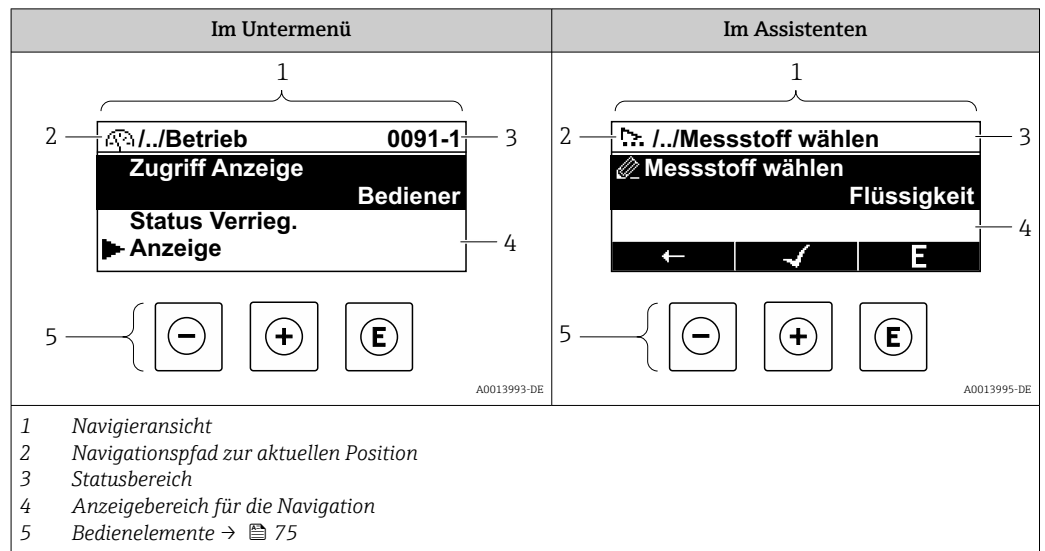 Im Untermenü
Im Assistenten
1
2
/../Betrieb 0091-1
3
Zugriff Anzeige
Bediener
Status Verrieg.
Anzeige
4
5
- + E
A0013993-DE
1
2
/../Messstoff wählen
3
Messstoff wählen
Flüssigkeit
4
← ✓ E
5
- + E
A0013995-DE
1 Navigieransicht
2 Navigationspfad zur aktuellen Position
3 Statusbereich
4 Anzeigebereich für die Navigation
5 Bedienelemente → 75